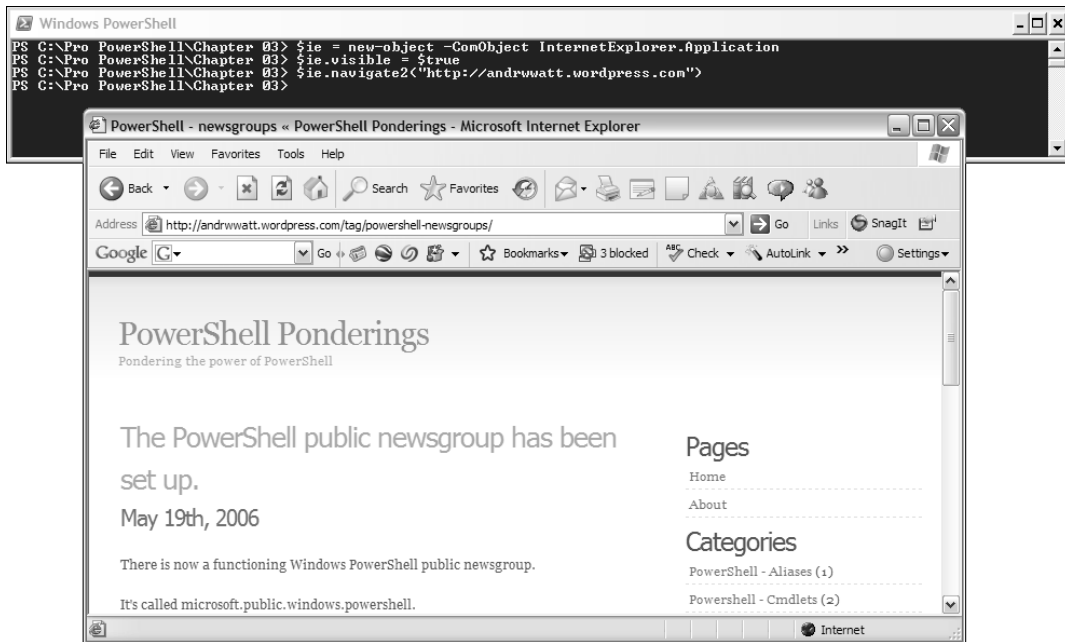 Windows PowerShell
PS C:\Pro PowerShell\Chapter 03> $ie = new-object -ComObject InternetExplorer.Application
PS C:\Pro PowerShell\Chapter 03> $ie.visible = $true
PS C:\Pro PowerShell\Chapter 03> $ie.navigate2("http://andrwwatt.wordpress.com")
PS C:\Pro PowerShell\Chapter 03>
PowerShell - newsgroups « PowerShell Ponderings - Microsoft Internet Explorer
File Edit View Favorites Tools Help
Back Search Favorites
Address http://andrwwatt.wordpress.com/tag/powershell-newsgroups/ Go Links SnagIt
Google G Go Bookmarks 3 blocked ABC Check AutoLink » Settings
PowerShell Ponderings
Pondering the power of PowerShell
The PowerShell public newsgroup has been
set up.
May 19th, 2006
There is now a functioning Windows PowerShell public newsgroup.
It's called microsoft.public.windows.powershell.
Pages
Home
About
Categories
PowerShell - Aliases (1)
Powershell - Cmdlets (2)
Internet